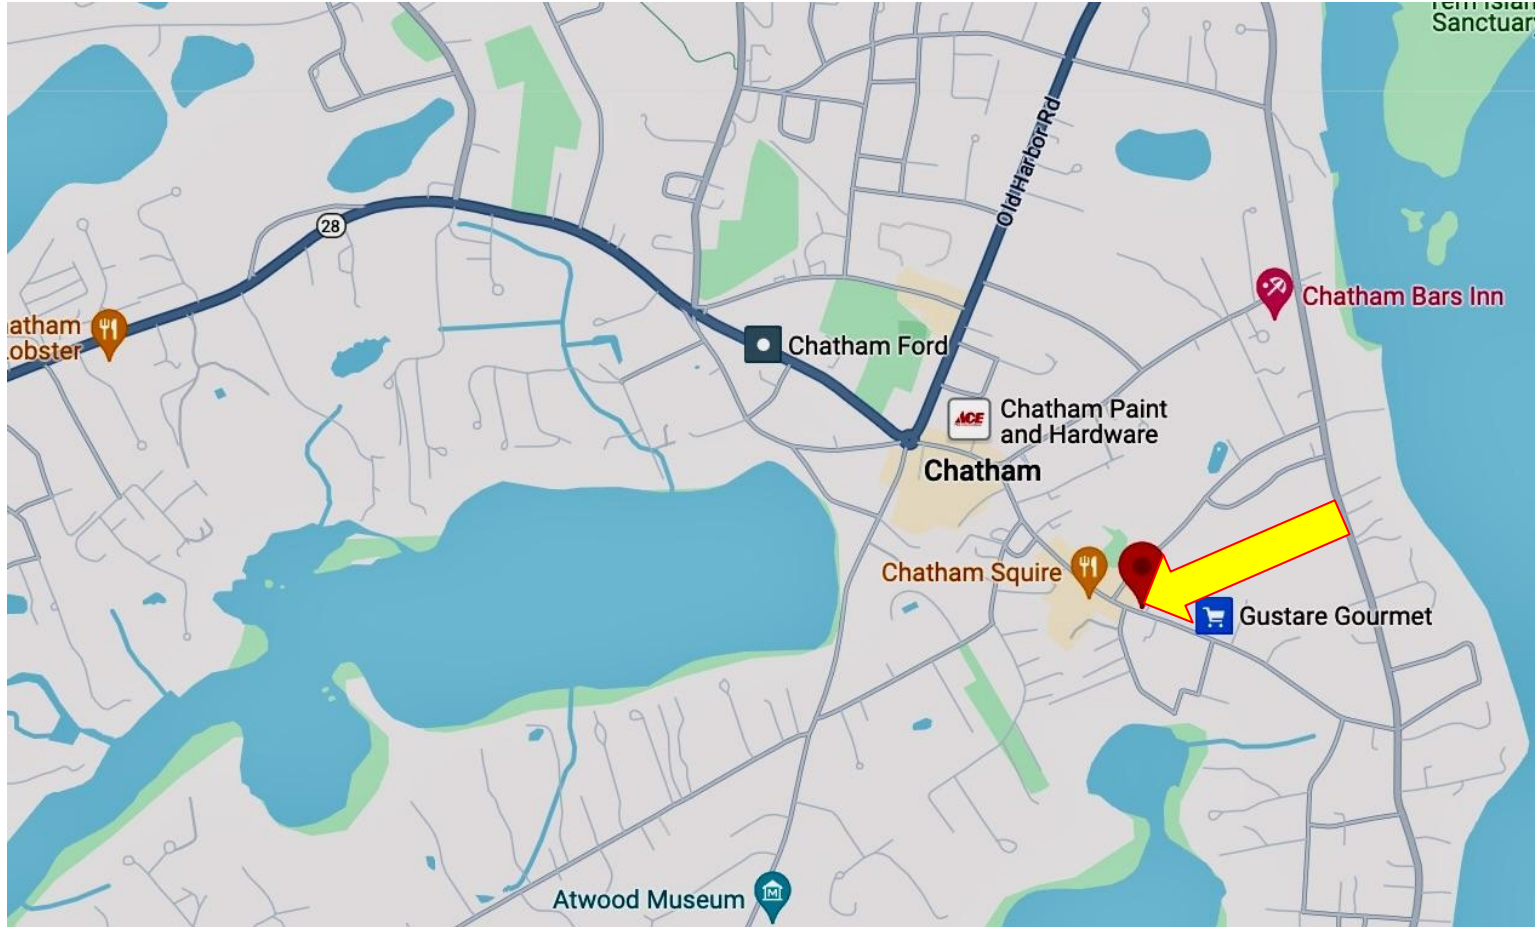 Sanctuar
28
Old Harbor Rd
Chatham Bars Inn
atham
obster
Chatham Ford
ACE
Chatham Paint
and Hardware
Chatham
Chatham Squire
Gustare Gourmet
Atwood Museum
M